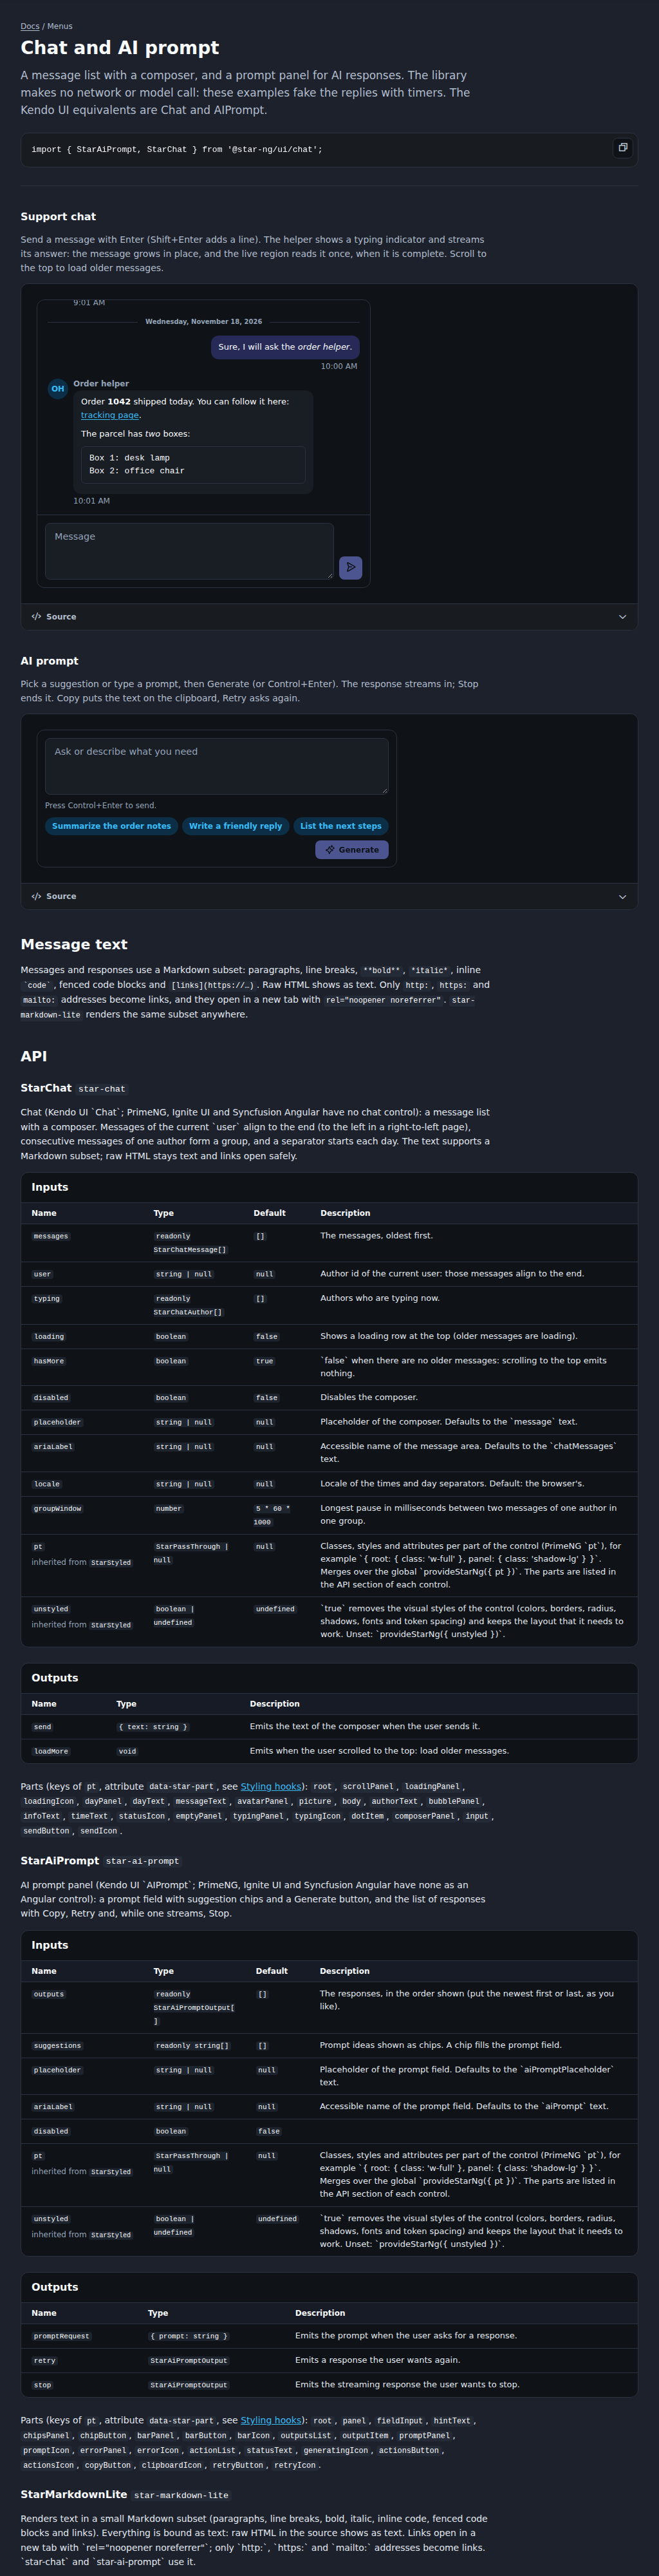 Docs / Menus
Chat and AI prompt
A message list with a composer, and a prompt panel for AI responses. The library
makes no network or model call: these examples fake the replies with timers. The
Kendo UI equivalents are Chat and AIPrompt.
import { StarAiPrompt, StarChat } from '@star-ng/ui/chat';
Support chat
Send a message with Enter (Shift+Enter adds a line). The helper shows a typing indicator and streams
its answer: the message grows in place, and the live region reads it once, when it is complete. Scroll to
the top to load older messages.
9:01 AM
Wednesday, November 18, 2026
Sure, I will ask the order helper.
10:00 AM
OH
Order helper
Order 1042 shipped today. You can follow it here:
tracking page.
The parcel has two boxes:
Box 1: desk lamp
Box 2: office chair
10:01 AM
Message
Source
AI prompt
Pick a suggestion or type a prompt, then Generate (or Control+Enter). The response streams in; Stop
ends it. Copy puts the text on the clipboard, Retry asks again.
Ask or describe what you need
Press Control+Enter to send.
Summarize the order notes Write a friendly reply List the next steps
Generate
Source
Message text
Messages and responses use a Markdown subset: paragraphs, line breaks, **bold**, *italic*, inline
`code`, fenced code blocks and [links](https://…). Raw HTML shows as text. Only http:, https: and
mailto: addresses become links, and they open in a new tab with rel="noopener noreferrer". star-
markdown-lite renders the same subset anywhere.
API
StarChat star-chat
Chat (Kendo UI `Chat`; PrimeNG, Ignite UI and Syncfusion Angular have no chat control): a message list
with a composer. Messages of the current `user` align to the end (to the left in a right-to-left page),
consecutive messages of one author form a group, and a separator starts each day. The text supports a
Markdown subset; raw HTML stays text and links open safely.
Inputs
Name Type Default Description
messages readonly StarChatMessage[] [] The messages, oldest first.
user string | null null Author id of the current user: those messages align to the end.
typing readonly StarChatAuthor[] [] Authors who are typing now.
loading boolean false Shows a loading row at the top (older messages are loading).
hasMore boolean true `false` when there are no older messages: scrolling to the top emits
nothing.
disabled boolean false Disables the composer.
placeholder string | null null Placeholder of the composer. Defaults to the `message` text.
ariaLabel string | null null Accessible name of the message area. Defaults to the `chatMessages`
text.
locale string | null null Locale of the times and day separators. Default: the browser's.
groupWindow number 5 * 60 * 1000 Longest pause in milliseconds between two messages of one author in
one group.
pt StarPassThrough | null null Classes, styles and attributes per part of the control (PrimeNG `pt`), for
inherited from StarStyled example `{ root: { class: 'w-full' }, panel: { class: 'shadow-lg' } }`.
Merges over the global `provideStarNg({ pt })`. The parts are listed in
the API section of each control.
unstyled boolean | undefined undefined `true` removes the visual styles of the control (colors, borders, radius,
inherited from StarStyled shadows, fonts and token spacing) and keeps the layout that it needs to
work. Unset: `provideStarNg({ unstyled })`.
Outputs
Name Type Description
send { text: string } Emits the text of the composer when the user sends it.
loadMore void Emits when the user scrolled to the top: load older messages.
Parts (keys of pt, attribute data-star-part, see Styling hooks): root, scrollPanel, loadingPanel,
loadingIcon, dayPanel, dayText, messageText, avatarPanel, picture, body, authorText, bubblePanel,
infoText, timeText, statusIcon, emptyPanel, typingPanel, typingIcon, dotItem, composerPanel, input,
sendButton, sendIcon.
StarAiPrompt star-ai-prompt
AI prompt panel (Kendo UI `AIPrompt`; PrimeNG, Ignite UI and Syncfusion Angular have none as an
Angular control): a prompt field with suggestion chips and a Generate button, and the list of responses
with Copy, Retry and, while one streams, Stop.
Inputs
Name Type Default Description
outputs readonly StarAiPromptOutput[] [] The responses, in the order shown (put the newest first or last, as you
like).
suggestions readonly string[] [] Prompt ideas shown as chips. A chip fills the prompt field.
placeholder string | null null Placeholder of the prompt field. Defaults to the `aiPromptPlaceholder`
text.
ariaLabel string | null null Accessible name of the prompt field. Defaults to the `aiPrompt` text.
disabled boolean false
pt StarPassThrough | null null Classes, styles and attributes per part of the control (PrimeNG `pt`), for
inherited from StarStyled example `{ root: { class: 'w-full' }, panel: { class: 'shadow-lg' } }`.
Merges over the global `provideStarNg({ pt })`. The parts are listed in
the API section of each control.
unstyled boolean | undefined undefined `true` removes the visual styles of the control (colors, borders, radius,
inherited from StarStyled shadows, fonts and token spacing) and keeps the layout that it needs to
work. Unset: `provideStarNg({ unstyled })`.
Outputs
Name Type Description
promptRequest { prompt: string } Emits the prompt when the user asks for a response.
retry StarAiPromptOutput Emits a response the user wants again.
stop StarAiPromptOutput Emits the streaming response the user wants to stop.
Parts (keys of pt, attribute data-star-part, see Styling hooks): root, panel, fieldInput, hintText,
chipsPanel, chipButton, barPanel, barButton, barIcon, outputsList, outputItem, promptPanel,
promptIcon, errorPanel, errorIcon, actionList, statusText, generatingIcon, actionsButton,
actionsIcon, copyButton, clipboardIcon, retryButton, retryIcon.
StarMarkdownLite star-markdown-lite
Renders text in a small Markdown subset (paragraphs, line breaks, bold, italic, inline code, fenced code
blocks and links). Everything is bound as text: raw HTML in the source shows as text. Links open in a
new tab with `rel="noopener noreferrer"`; only `http:`, `https:` and `mailto:` addresses become links.
`star-chat` and `star-ai-prompt` use it.